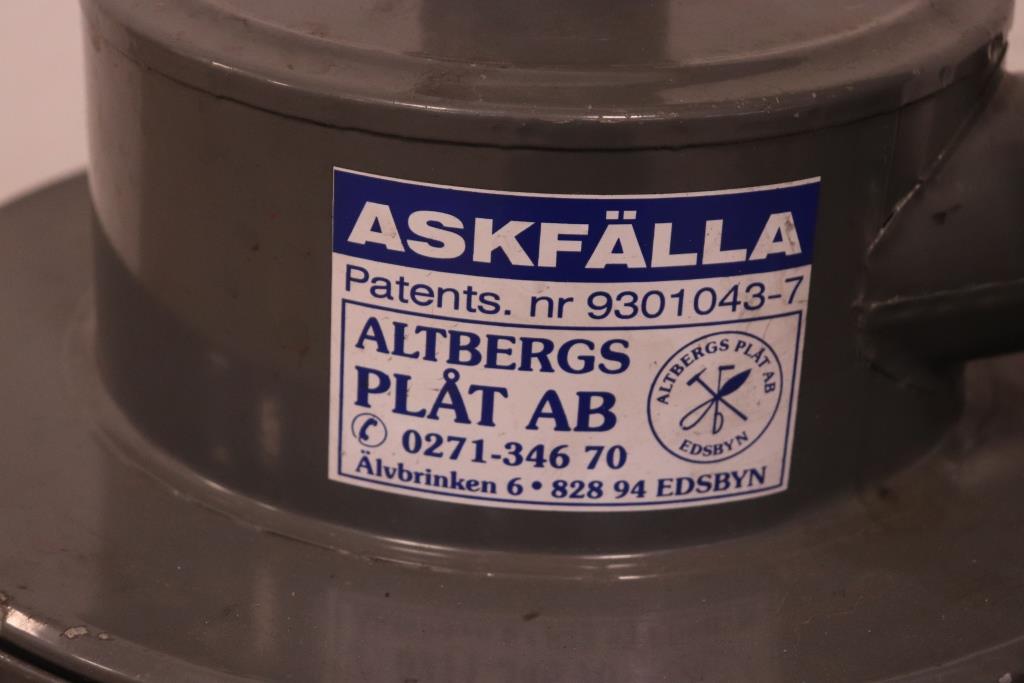 ASKFÄLLA
Patents. nr 9301043-7
ALTBERGS
PLÅT AB
0271-346 70
Älvbrinken 6 • 828 94 EDSBYN
ALTBERGS PLÅT AB
EDSBYN